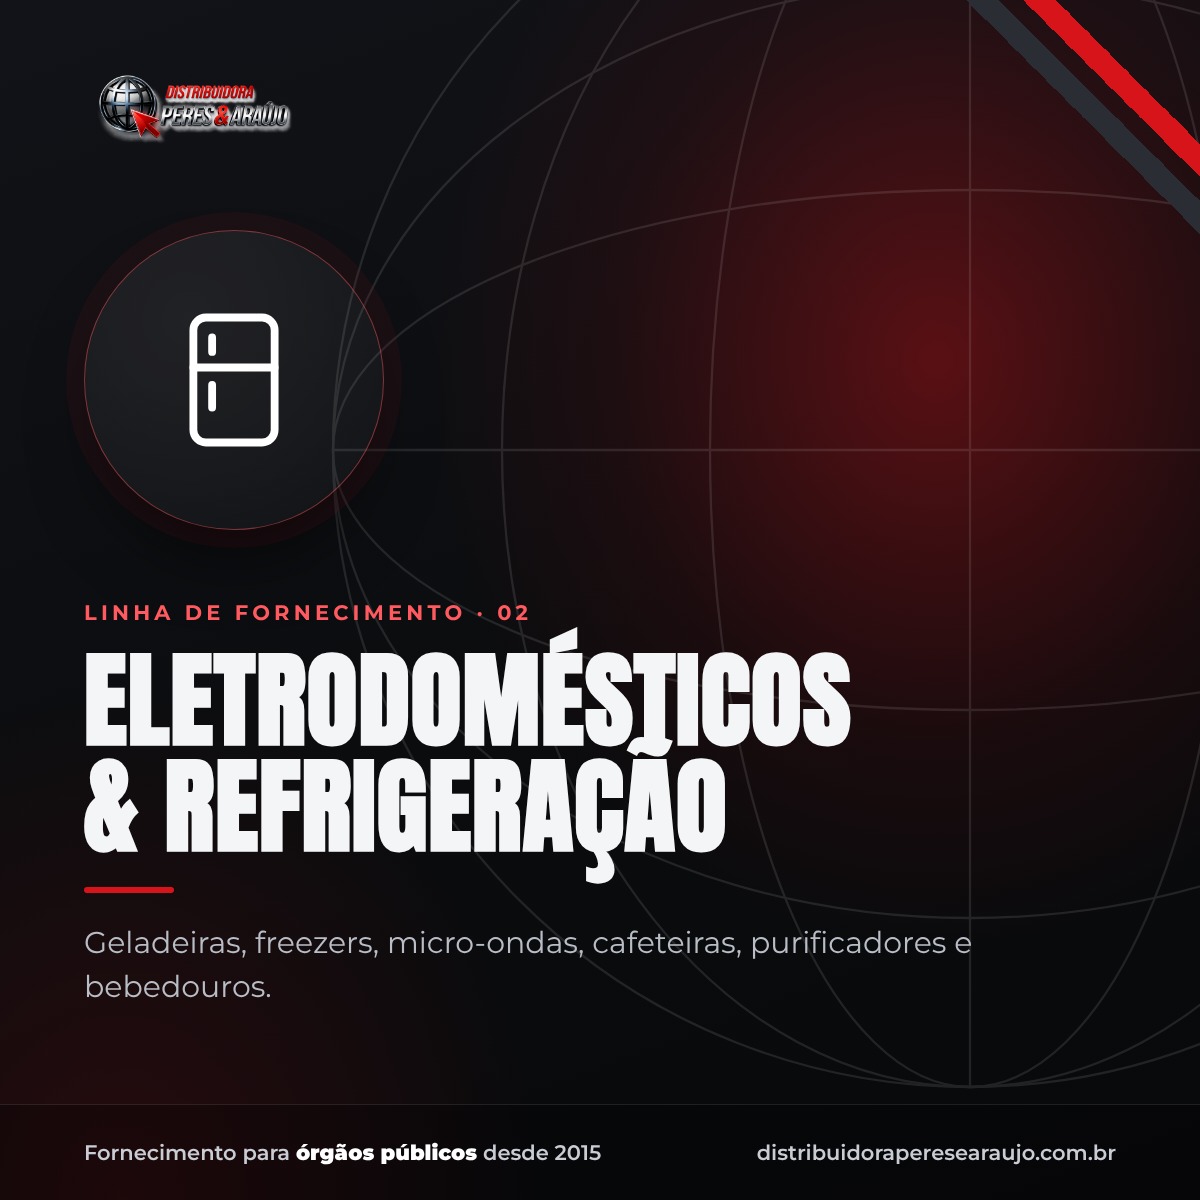 DISTRIBUIDORA
PERES&ARAÚJO
LINHA DE FORNECIMENTO · 02
ELETRODOMÉSTICOS
& REFRIGERAÇÃO
Geladeiras, freezers, micro-ondas, cafeteiras, purificadores e
bebedouros.
Fornecimento para órgãos públicos desde 2015
distribuidoraperesearaujo.com.br